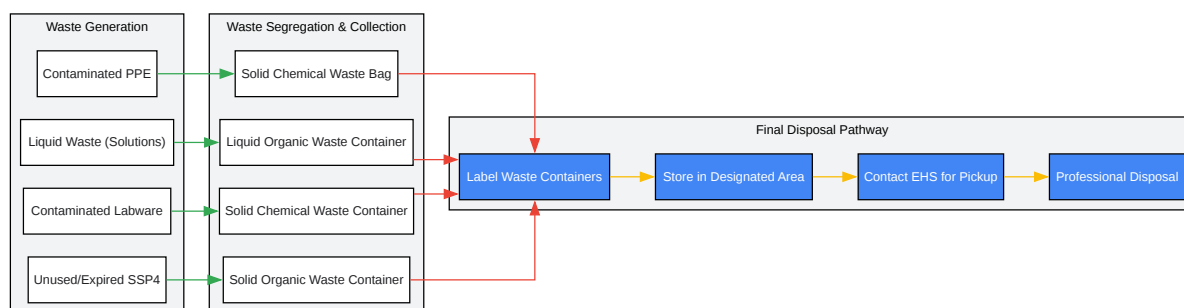 Waste Generation
Waste Segregation & Collection
Contaminated PPE
Solid Chemical Waste Bag
Final Disposal Pathway
Liquid Waste (Solutions)
Liquid Organic Waste Container
Label Waste Containers
Store in Designated Area
Contact EHS for Pickup
Professional Disposal
Contaminated Labware
Solid Chemical Waste Container
Unused/Expired SSP4
Solid Organic Waste Container